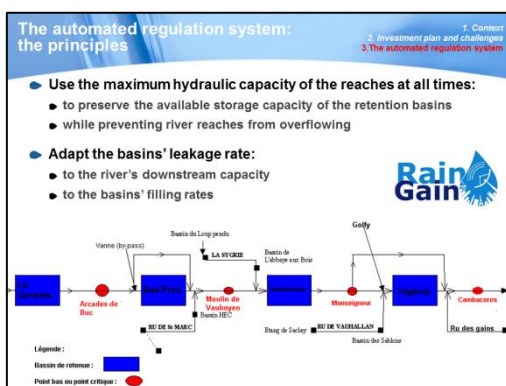 The automated regulation system:
the principles
1. Context
2. Investment plan and challenges
3.The automated regulation system
Use the maximum hydraulic capacity of the reaches at all times:
to preserve the available storage capacity of the retention basins
while preventing river reaches from overflowing
Adapt the basins' leakage rate:
to the river's downstream capacity
to the basins' filling rates
Rain
Gain
Bassin du Loup pendu
Golfy
Vanne (by-pass)
LA SYGRIE
Bassin de
L'abbaye aux Bois
Arcades de
Buc
Moulin de
Vauboyen
Monseigneur
Cambaceres
Bassin HEC
RU DE St MARC
Etang de Saclay
RU DE VAUHALLAN
Ru des gains
Bassin des Sablons
Légende :
Bassin de retenue :
Point bas ou point critique :